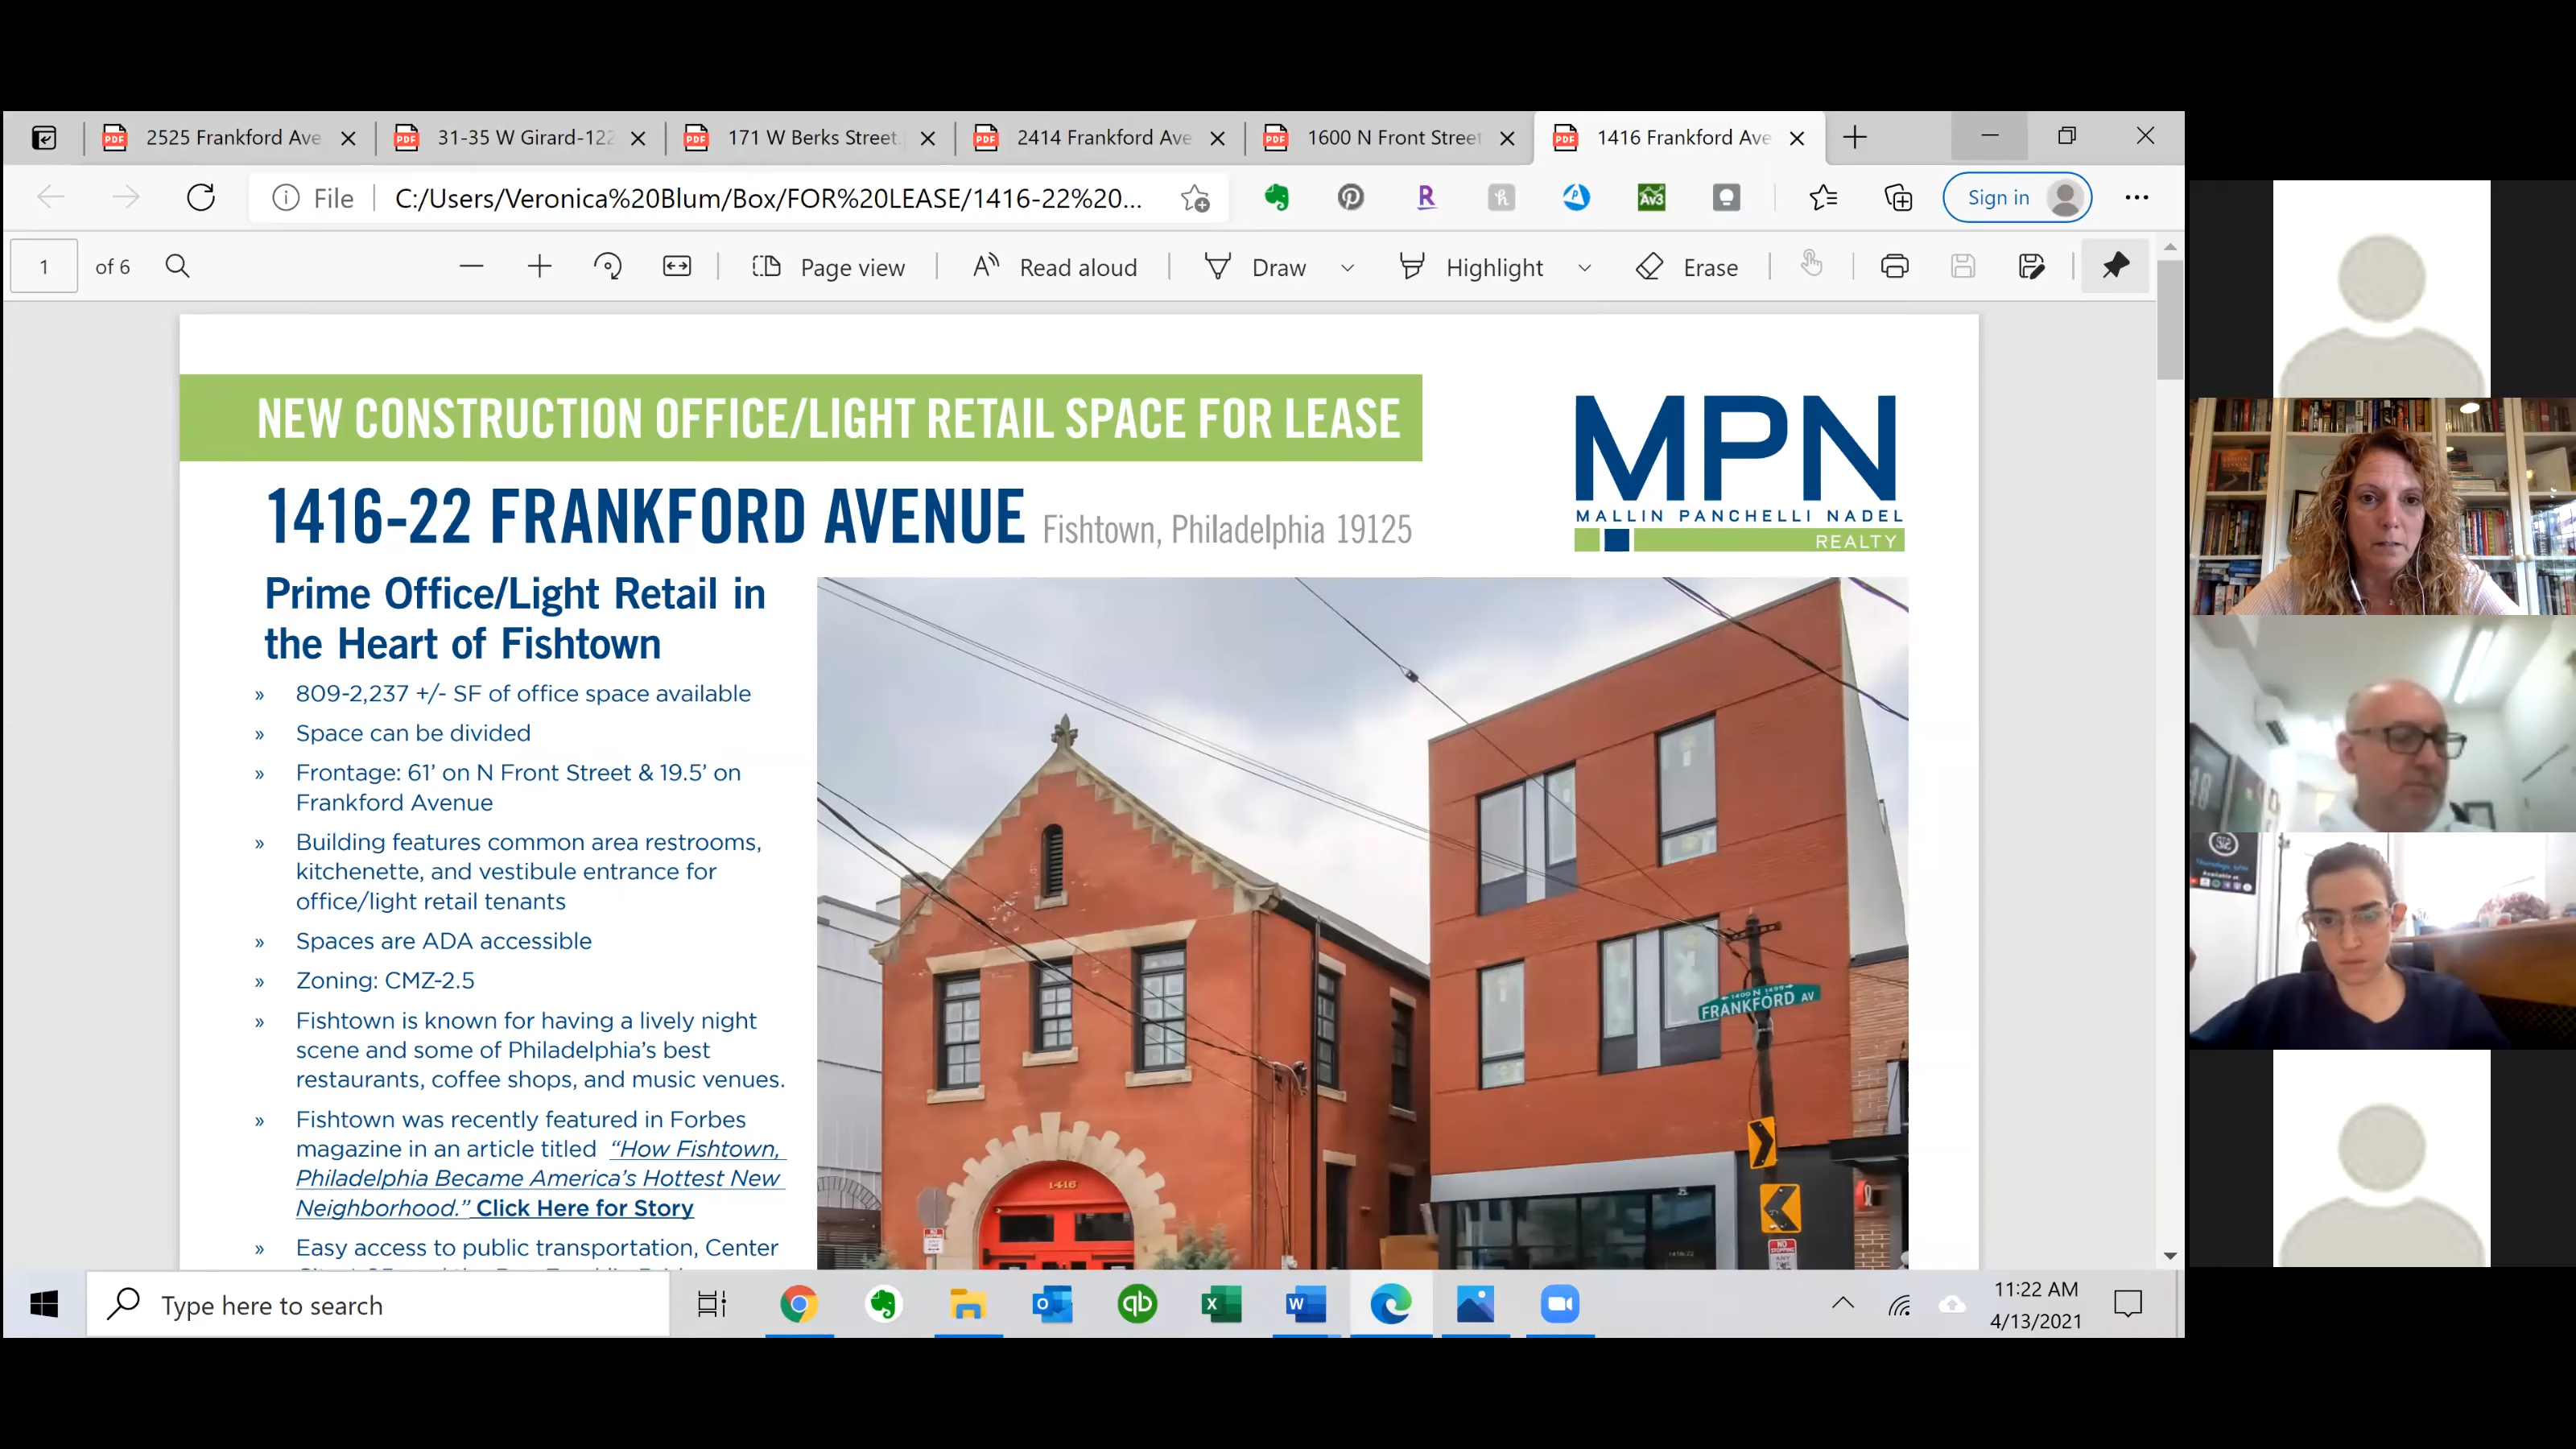 2525 Frankford Ave
31-35 W Girard-122
171 W Berks Street.
2414 Frankford Ave
1600 N Front Street
1416 Frankford Ave
File
C:/Users/Veronica%20Blum/Box/FOR%20LEASE/1416-22%20...
Sign in
1 of 6
Page view
Read aloud
Draw
Highlight
Erase
NEW CONSTRUCTION OFFICE/LIGHT RETAIL SPACE FOR LEASE
MPN
MALLIN PANCHELLI NADEL
REALTY
1416-22 FRANKFORD AVENUE Fishtown, Philadelphia 19125
Prime Office/Light Retail in
the Heart of Fishtown
» 809-2,237 +/- SF of office space available
» Space can be divided
» Frontage: 61’ on N Front Street & 19.5’ on
Frankford Avenue
» Building features common area restrooms,
kitchenette, and vestibule entrance for
office/light retail tenants
» Spaces are ADA accessible
» Zoning: CMZ-2.5
» Fishtown is known for having a lively night
scene and some of Philadelphia’s best
restaurants, coffee shops, and music venues.
» Fishtown was recently featured in Forbes
magazine in an article titled “How Fishtown,
Philadelphia Became America’s Hottest New
Neighborhood.” Click Here for Story
» Easy access to public transportation, Center
1400 N 1499
FRANKFORD AV
1416
Type here to search
11:22 AM
4/13/2021